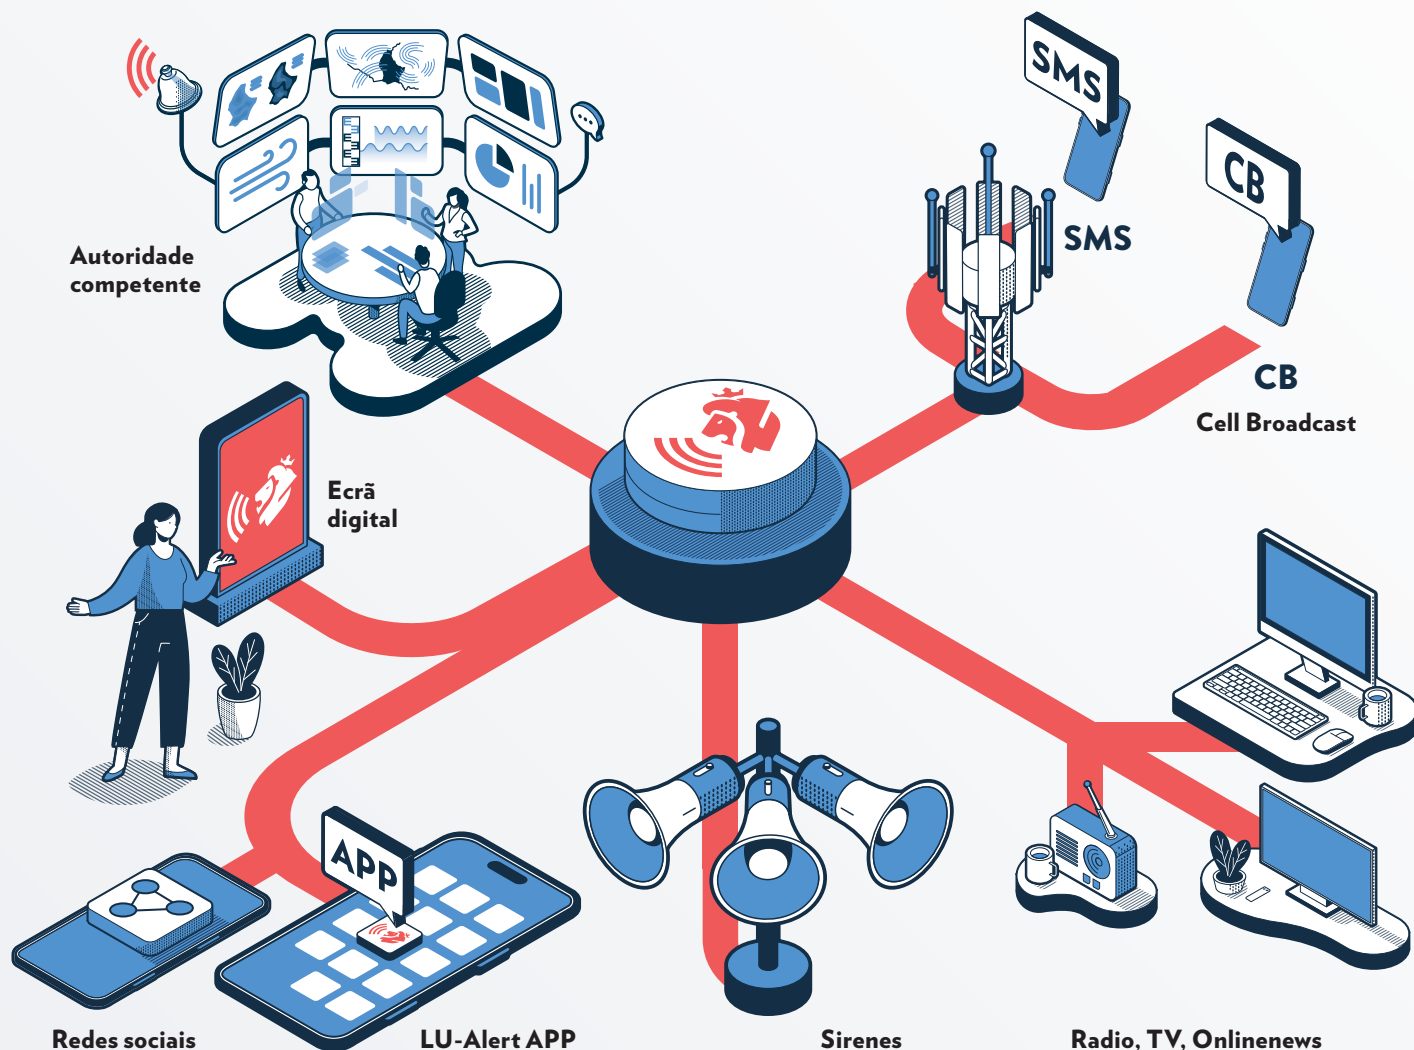 SMS
CB
SMS
Autoridade
competente
CB
Cell Broadcast
Ecrã
digital
APP
Redes sociais
LU-Alert APP
Sirenes
Radio, TV, Onlinenews